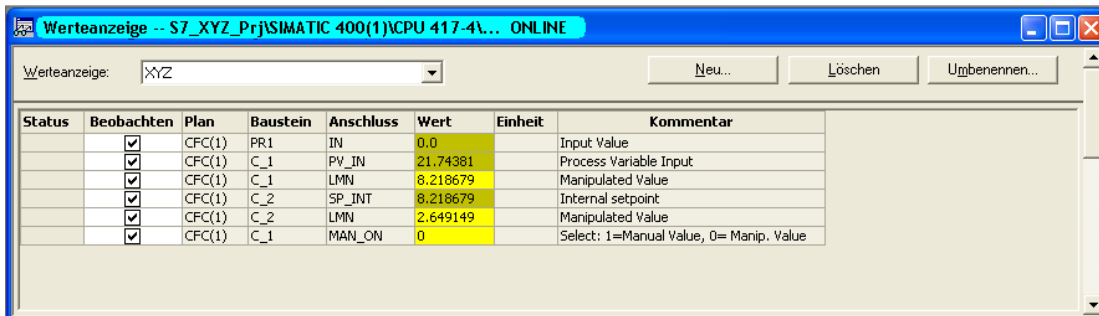 Werteanzeige -- S7_XYZ_Prj\SIMATIC 400(1)\CPU 417-4\... ONLINE
Werteanzeige: XYZ Neu... Löschen Umbenennen...
Status Beobachten Plan Baustein Anschluss Wert Einheit Kommentar
CFC(1) PR1 IN 0.0 Input Value
CFC(1) C_1 PV_IN 21.74381 Process Variable Input
CFC(1) C_1 LMN 8.218679 Manipulated Value
CFC(1) C_2 SP_INT 8.218679 Internal setpoint
CFC(1) C_2 LMN 2.649149 Manipulated Value
CFC(1) C_1 MAN_ON 0 Select: 1=Manual Value, 0= Manip. Value